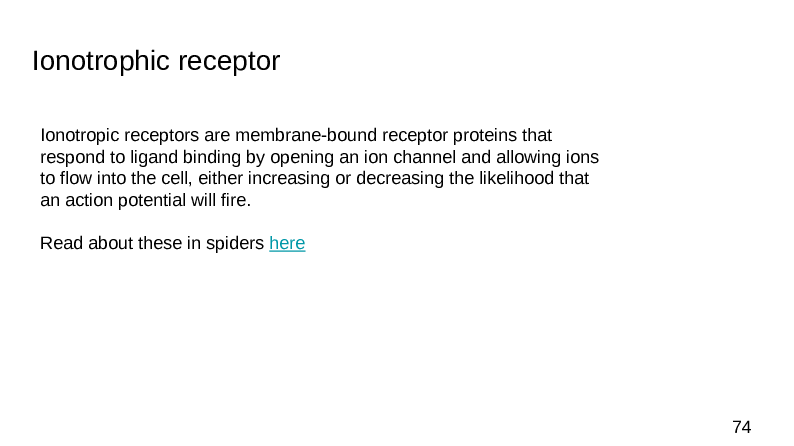 Ionotrophic receptor
Ionotropic receptors are membrane-bound receptor proteins that
respond to ligand binding by opening an ion channel and allowing ions
to flow into the cell, either increasing or decreasing the likelihood that
an action potential will fire.
Read about these in spiders here
74